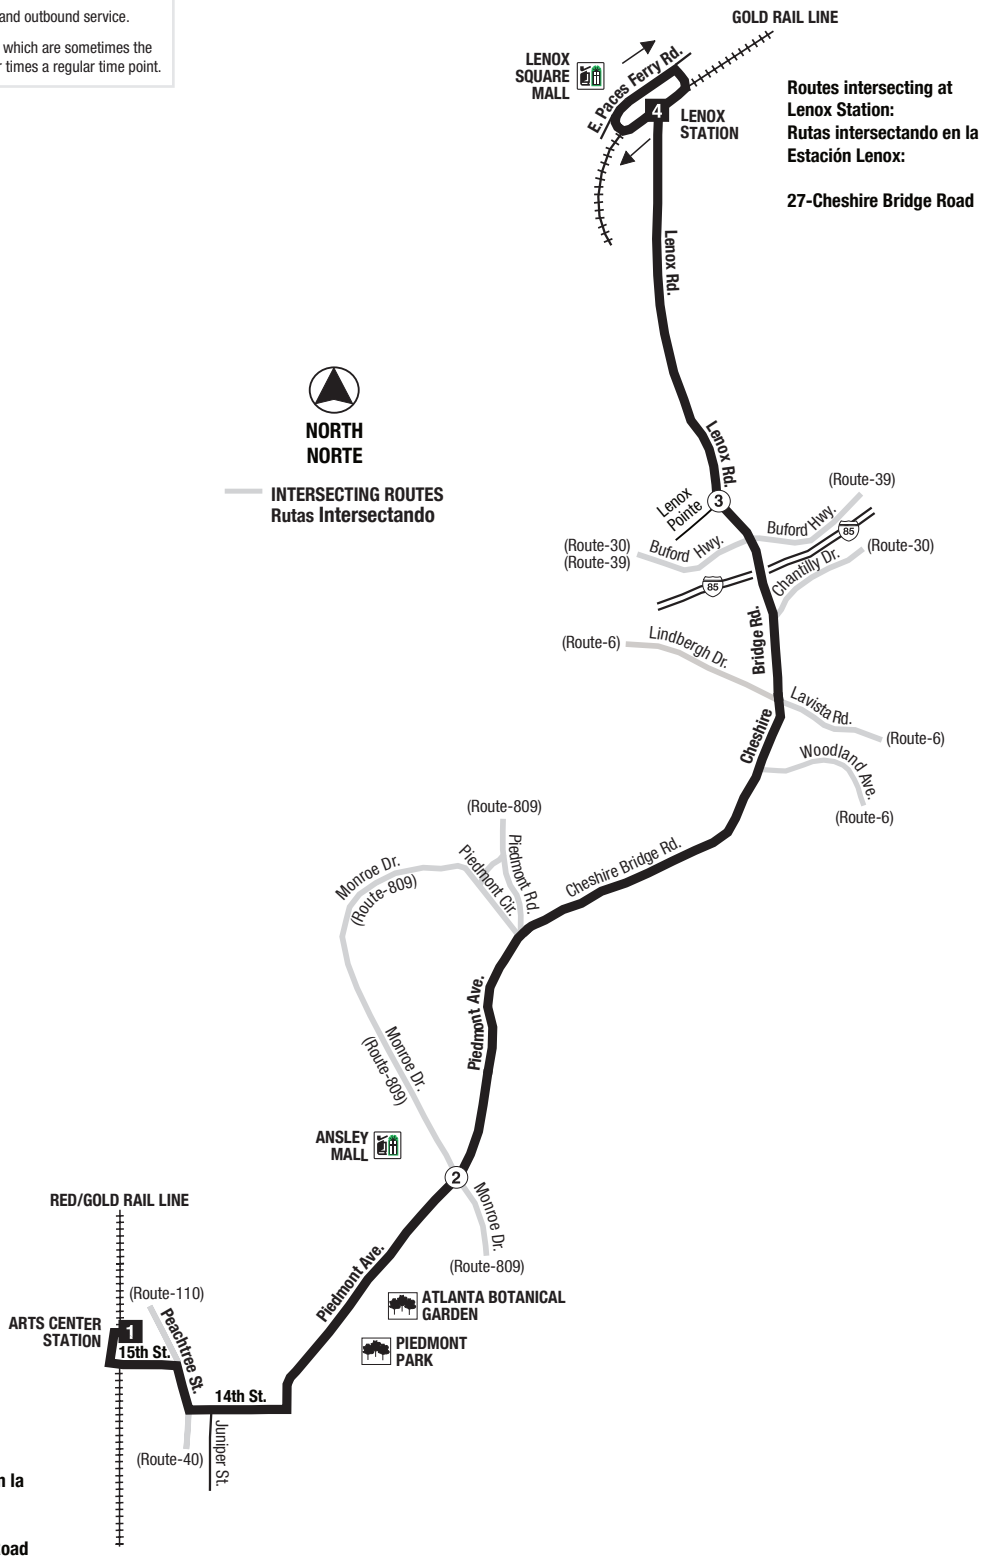 and outbound service.
which are sometimes the
times a regular time point.
GOLD RAIL LINE
LENOX
SQUARE
MALL
E. Paces Ferry Rd.
4
LENOX
STATION
Routes intersecting at
Lenox Station:
Rutas intersectando en la
Estación Lenox:
27-Cheshire Bridge Road
Lenox Rd.
NORTH
NORTE
INTERSECTING ROUTES
Rutas Intersectando
Lenox Rd.
3
Lenox
Pointe
(Route-39)
Buford Hwy.
85
(Route-30)
(Route-39)
Buford Hwy.
(Route-30)
Chantilly Dr.
85
Bridge Rd.
(Route-6)
Lindbergh Dr.
Lavista Rd.
(Route-6)
Cheshire
Woodland Ave.
(Route-6)
(Route-809)
Piedmont Rd.
Piedmont Cir.
Cheshire Bridge Rd.
Monroe Dr.
(Route-809)
Piedmont Ave.
Monroe Dr.
(Route-809)
ANSLEY
MALL
2
Monroe Dr.
(Route-809)
RED/GOLD RAIL LINE
Piedmont Ave.
ATLANTA BOTANICAL
GARDEN
PIEDMONT
PARK
(Route-110)
ARTS CENTER
STATION
1
15th St.
Peachtree St.
14th St.
(Route-40)
Juniper St.
la
oad